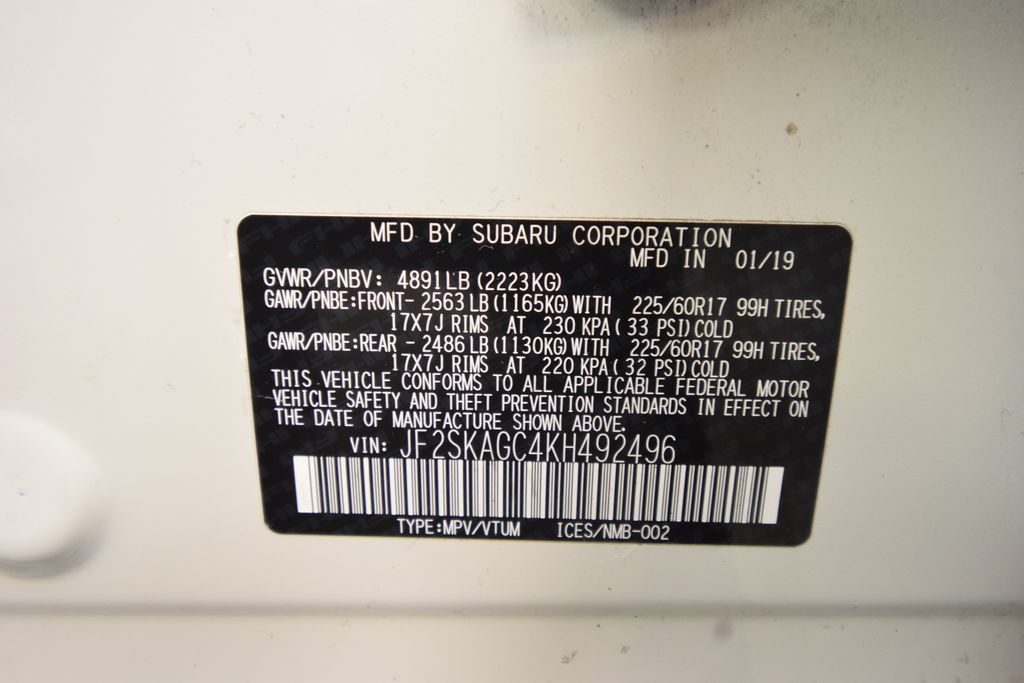 MFD BY SUBARU CORPORATION
MFD IN 01/19
GVWR/PNBV: 4891LB (2223KG)
GAWR/PNBE:FRONT- 2563 LB (1165KG) WITH 225/60R17 99H TIRES,
17X7J RIMS AT 230 KPA ( 33 PSI) COLD
GAWR/PNBE:REAR - 2486 LB (1130KG) WITH 225/60R17 99H TIRES,
17X7J RIMS AT 220 KPA ( 32 PSI) COLD
THIS VEHICLE CONFORMS TO ALL APPLICABLE FEDERAL MOTOR
VEHICLE SAFETY AND THEFT PREVENTION STANDARDS IN EFFECT ON
THE DATE OF MANUFACTURE SHOWN ABOVE.
VIN: JF2SKAGC4KH492496
TYPE:MPV/VTUM ICES/NMB-002